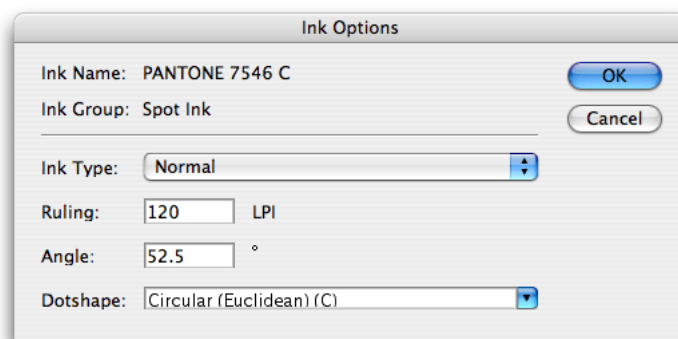 Ink Options
Ink Name: PANTONE 7546 C
OK
Ink Group: Spot Ink
Cancel
Ink Type: Normal
Ruling: 120 LPI
Angle: 52.5 °
Dotshape: Circular (Euclidean) (C)